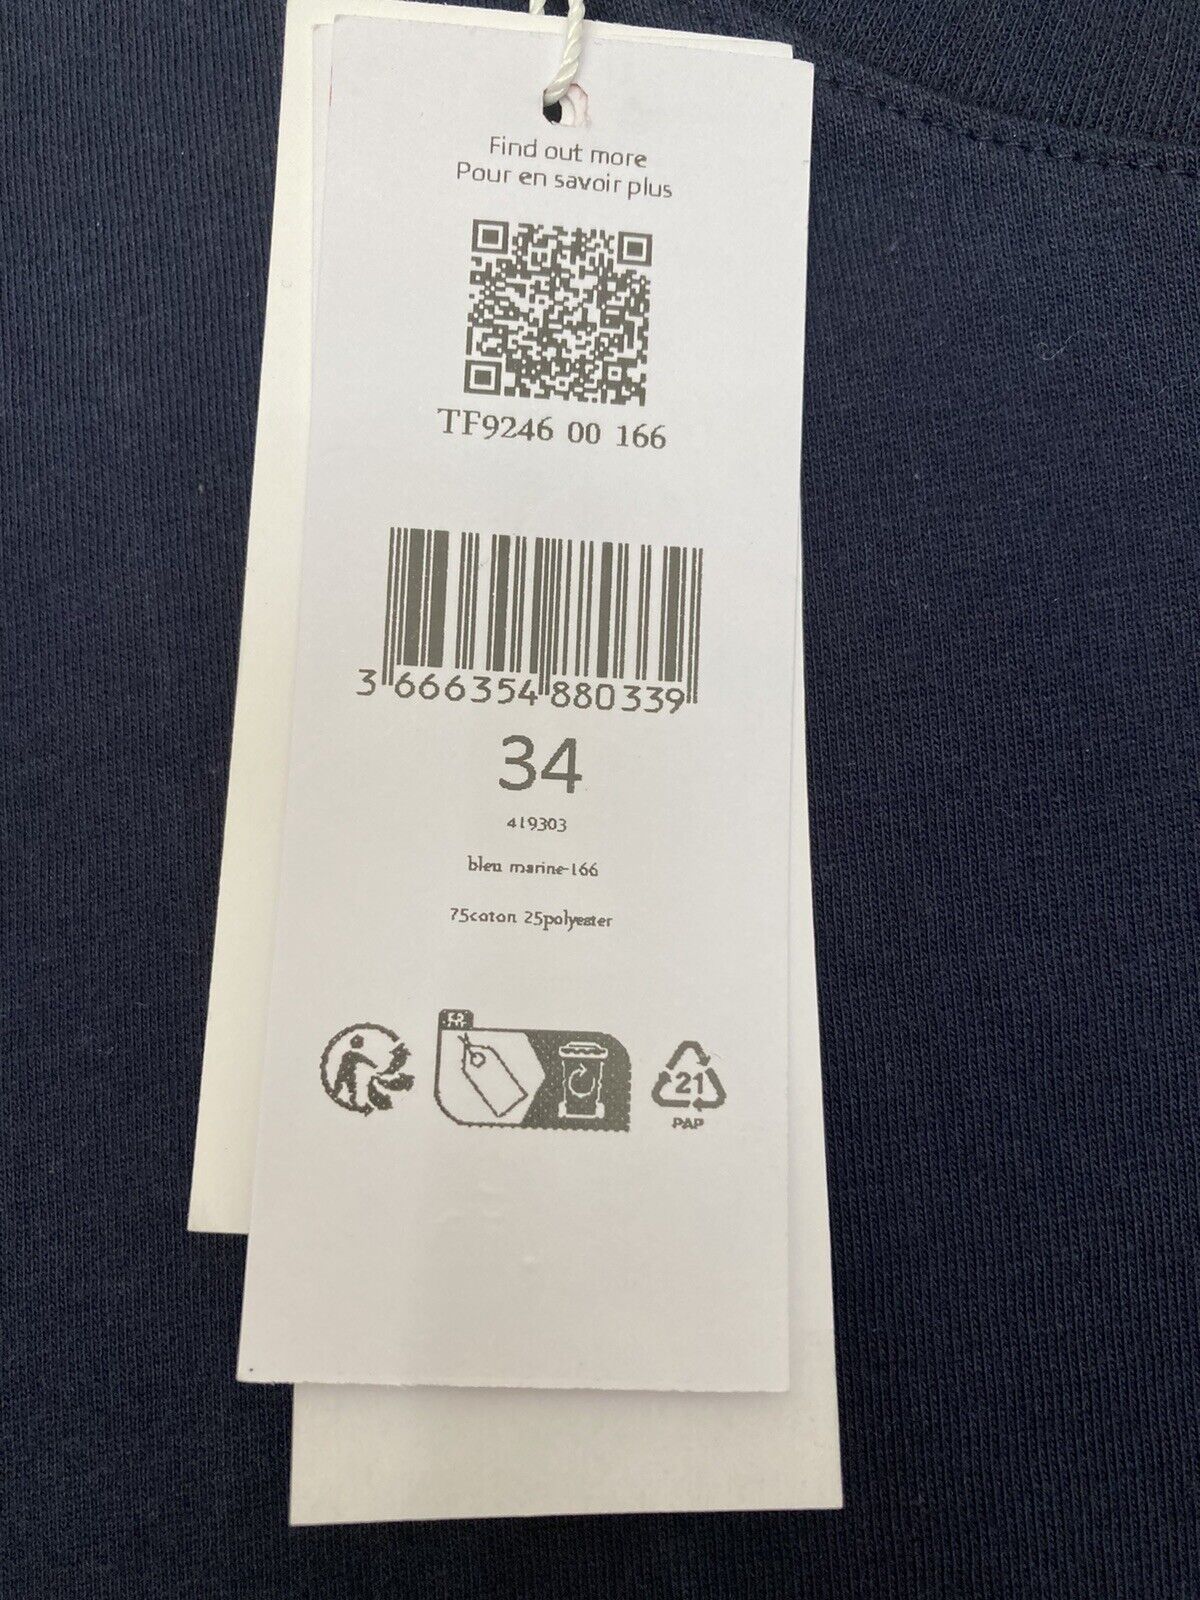 Find out more
Pour en savoir plus
TF9246 00 166
3 666354 880339
34
419303
bleu marine-166
75coton 25polyester
FR
21
PAP